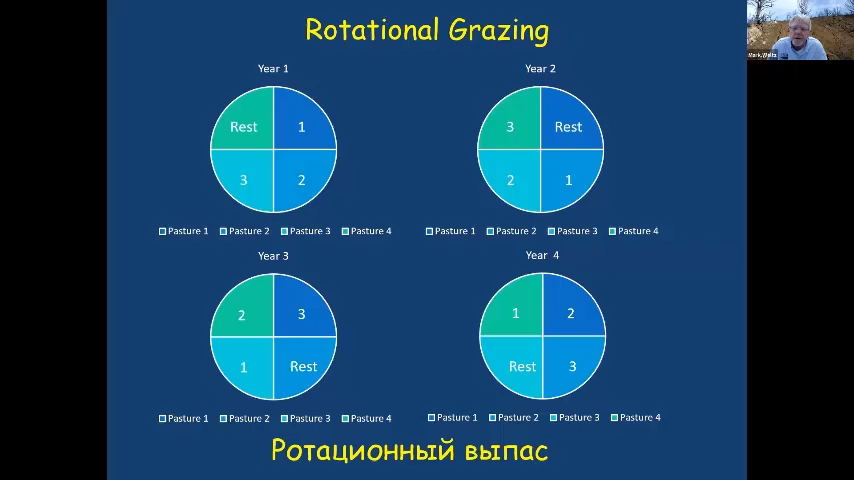 Rotational Grazing
Mark.Weltz
Year 1
Year 2
Rest 1
3 2
3 Rest
2 1
Pasture 1 Pasture 2 Pasture 3 Pasture 4
Pasture 1 Pasture 2 Pasture 3 Pasture 4
Year 3
Year 4
2 3
1 Rest
1 2
Rest 3
Pasture 1 Pasture 2 Pasture 3 Pasture 4
Pasture 1 Pasture 2 Pasture 3 Pasture 4
Ротационный выпас